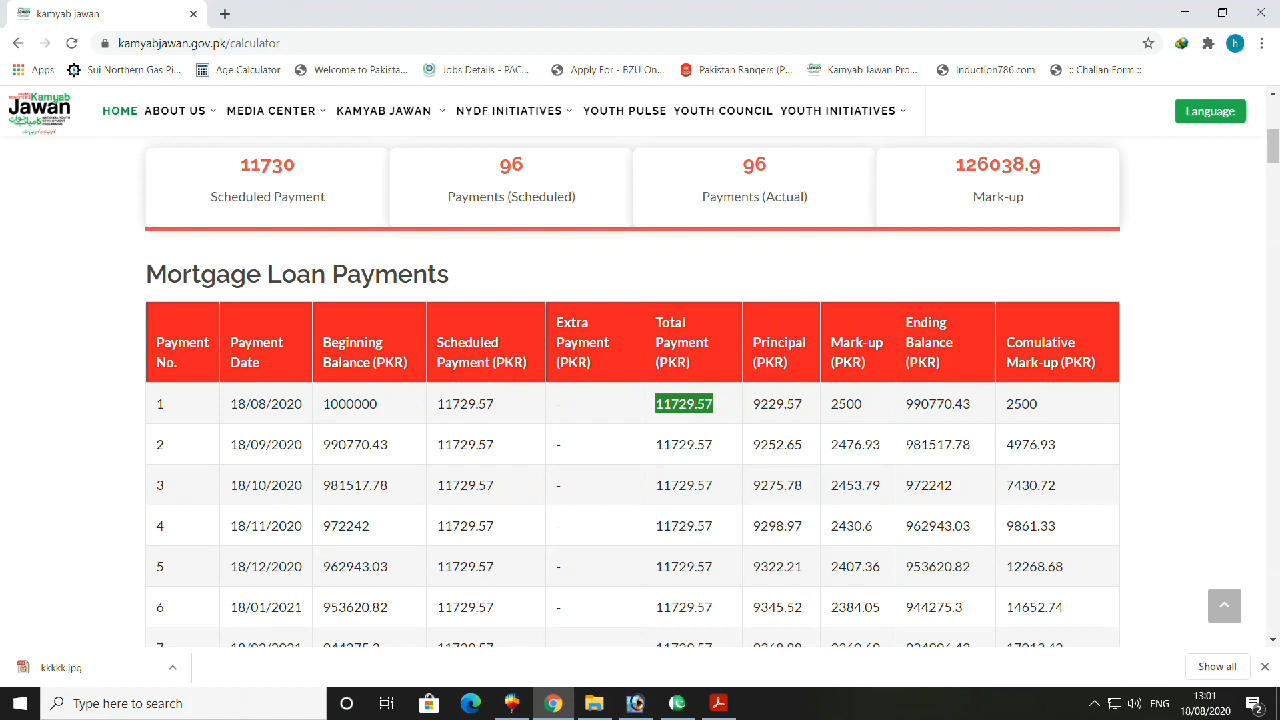 kamyab jawan
kamyabjawan.gov.pk/calculator
h
Apps
Sui Northern Gas Pi...
Age Calculator
Welcome to Pakista...
Job Details - PAC...
Apply For - BZU On...
Pakistan Rangers (P...
Kamyab Jawan Pro...
Induction786.com
:: Challan Form ::
Kamyab
Jawan
HOME
ABOUT US
MEDIA CENTER
KAMYAB JAWAN
SDF INITIATIVES
YOUTH PULSE
YOUTH COUNCIL
YOUTH INITIATIVES
Language
11730
Scheduled Payment
96
Payments (Scheduled)
96
Payments (Actual)
126038.9
Mark-up
Mortgage Loan Payments
Payment No. Payment Date Beginning Balance (PKR) Scheduled Payment (PKR) Extra Payment (PKR) Total Payment (PKR) Principal (PKR) Mark-up (PKR) Ending Balance (PKR) Comulative Mark-up (PKR)
1 18/08/2020 1000000 11729.57 - 11729.57 9229.57 2500 990770.43 2500
2 18/09/2020 990770.43 11729.57 - 11729.57 9252.65 2476.93 981517.78 4976.93
3 18/10/2020 981517.78 11729.57 - 11729.57 9275.78 2453.79 972242 7430.72
4 18/11/2020 972242 11729.57 - 11729.57 9298.97 2430.6 962943.03 9861.33
5 18/12/2020 962943.03 11729.57 - 11729.57 9322.21 2407.36 953620.82 12268.68
6 18/01/2021 953620.82 11729.57 - 11729.57 9345.52 2384.05 944275.3 14652.74
kkkkk.jpg
Show all
Type here to search
ENG
13:01
18/08/2020
2